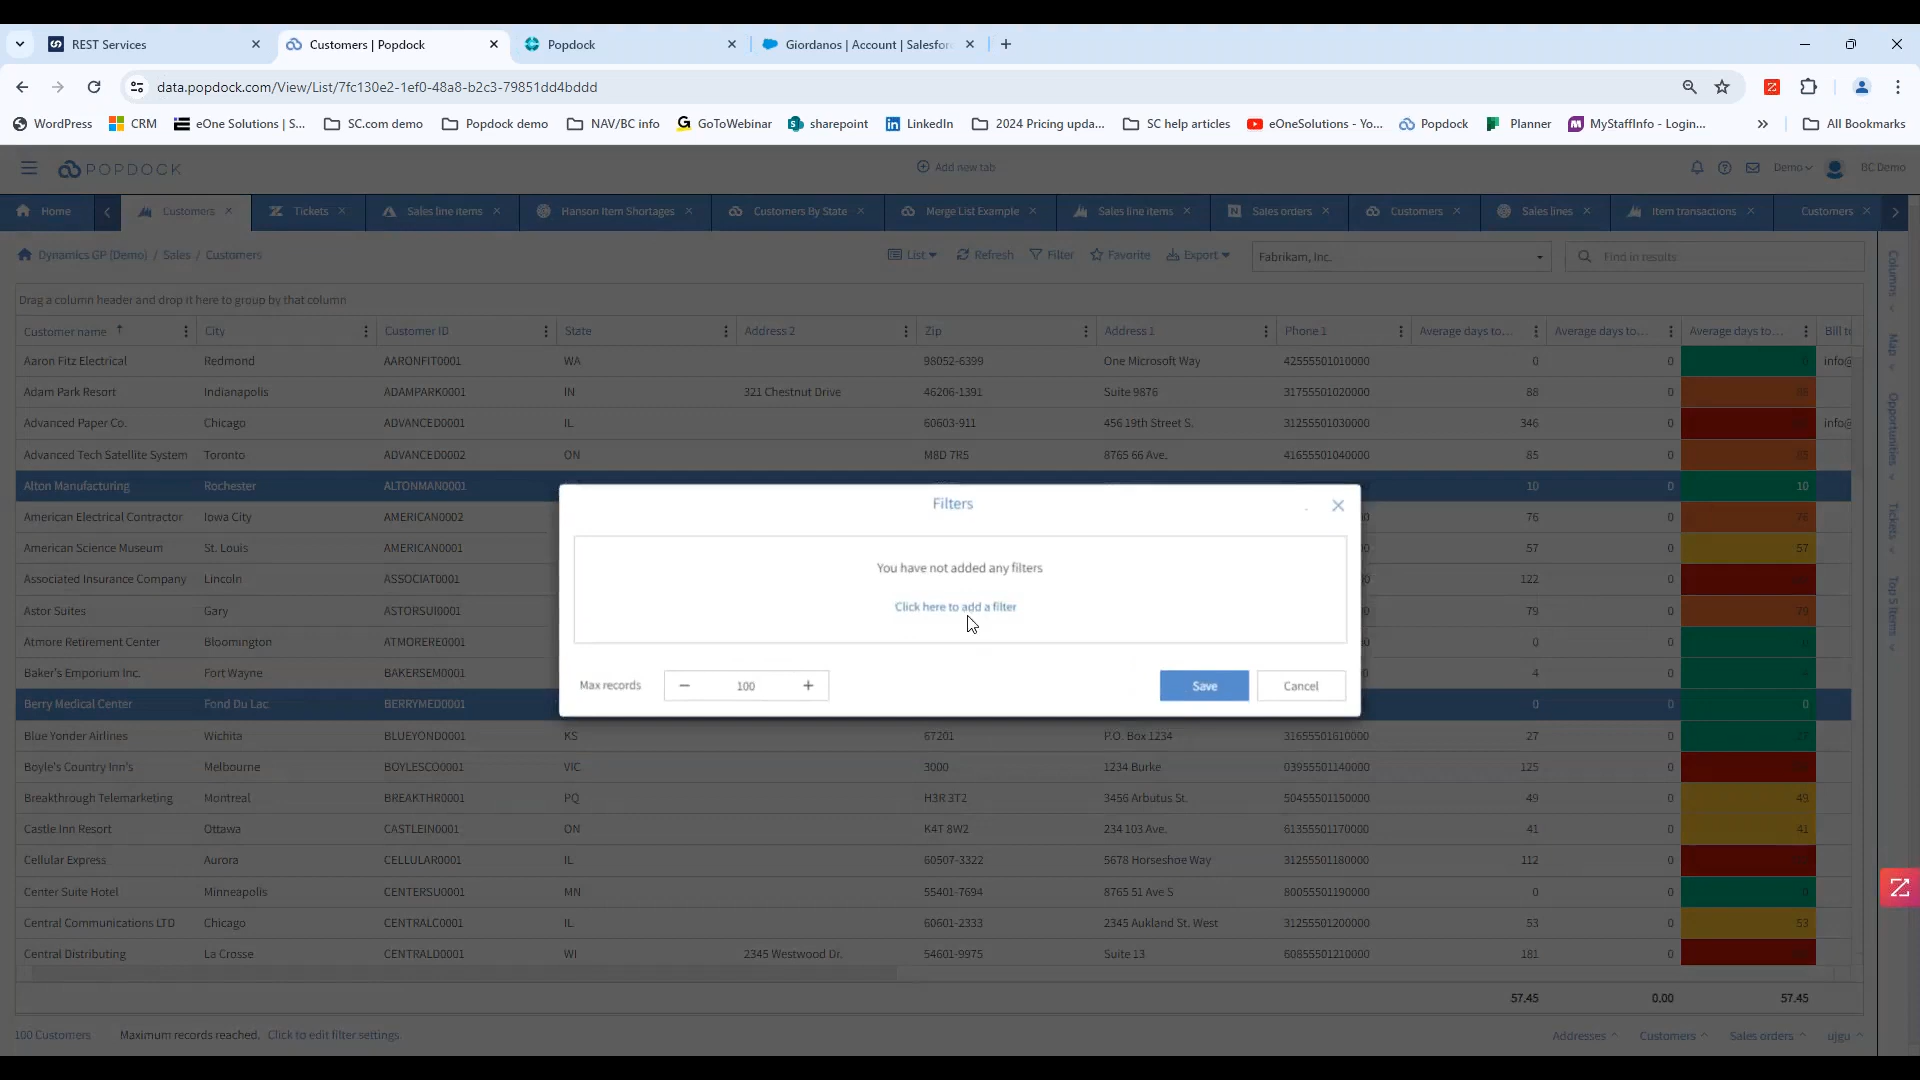 REST Services
Customers | Popdock
Popdock
Giordanos | Account | Salesfor
data.popdock.com/View/List/7fc130e2-1ef0-48a8-b2c3-79851dd4bddd
WordPress CRM eOne Solutions | S... SC.com demo Popdock demo NAV/BC info GoToWebinar sharepoint LinkedIn 2024 Pricing upda... SC help articles eOneSolutions - Yo... Popdock Planner MyStaffInfo - Login... » All Bookmarks
POPDOCK Add new tab Demo BC Demo
Home Customers Tickets Sales line items Hanson Item Shortages Customers By State Merge List Example Sales line items Sales orders Customers Sales lines Item transactions Customers
Dynamics GP (Demo) / Sales / Customers List Refresh Filter Favorite Export Fabrikam, Inc. Find in results
Drag a column header and drop it here to group by that column
Customer name City Customer ID State Address 2 Zip Address 1 Phone 1 Average days to... Average days to... Average days to... Bill to
Aaron Fitz Electrical Redmond AARONFIT0001 WA 98052-6399 One Microsoft Way 42555501010000 0 0 0 info@
Adam Park Resort Indianapolis ADAMPARK0001 IN 321 Chestnut Drive 46206-1391 Suite 9876 31755501020000 88 0 88
Advanced Paper Co. Chicago ADVANCED0001 IL 60603-911 456 19th Street S. 31255501030000 346 0 info@
Advanced Tech Satellite System Toronto ADVANCED0002 ON M8D 7R5 8765 66 Ave. 41655501040000 85 0 85
Alton Manufacturing Rochester ALTONMAN0001 10 0 10
American Electrical Contractor Iowa City AMERICAN0002 76 0 76
American Science Museum St. Louis AMERICAN0001 57 0 57
Associated Insurance Company Lincoln ASSOCIAT0001 122 0
Astor Suites Gary ASTORSUI0001 79 0 79
Atmore Retirement Center Bloomington ATMORERE0001 0 0 0
Baker's Emporium Inc. Fort Wayne BAKERSEM0001 4 0 4
Berry Medical Center Fond Du Lac BERRYMED0001 0 0 0
Blue Yonder Airlines Wichita BLUEYOND0001 KS 67201 P.O. Box 1234 31655501610000 27 0 27
Boyle's Country Inn's Melbourne BOYLESCO0001 VIC 3000 1234 Burke 03955501140000 125 0
Breakthrough Telemarketing Montreal BREAKTHR0001 PQ H3R 3T2 3456 Arbutus St. 50455501150000 49 0 49
Castle Inn Resort Ottawa CASTLEIN0001 ON K4T 8W2 234 103 Ave. 61355501170000 41 0 41
Cellular Express Aurora CELLULAR0001 IL 60507-3322 5678 Horseshoe Way 31255501180000 112 0
Center Suite Hotel Minneapolis CENTERSU0001 MN 55401-7694 8765 51 Ave S 80055501190000 0 0 0
Central Communications LTD Chicago CENTRALC0001 IL 60601-2333 2345 Aukland St. West 31255501200000 53 0 53
Central Distributing La Crosse CENTRALD0001 WI 2345 Westwood Dr. 54601-9975 Suite 13 60855501210000 181 0
57.45 0.00 57.45
100 Customers Maximum records reached. Click to edit filter settings. Addresses Customers Sales orders ujgu
Filters
You have not added any filters
Click here to add a filter
Max records 100 Save Cancel
Columns
Map
Opportunities
Tickets
Top 5 Items